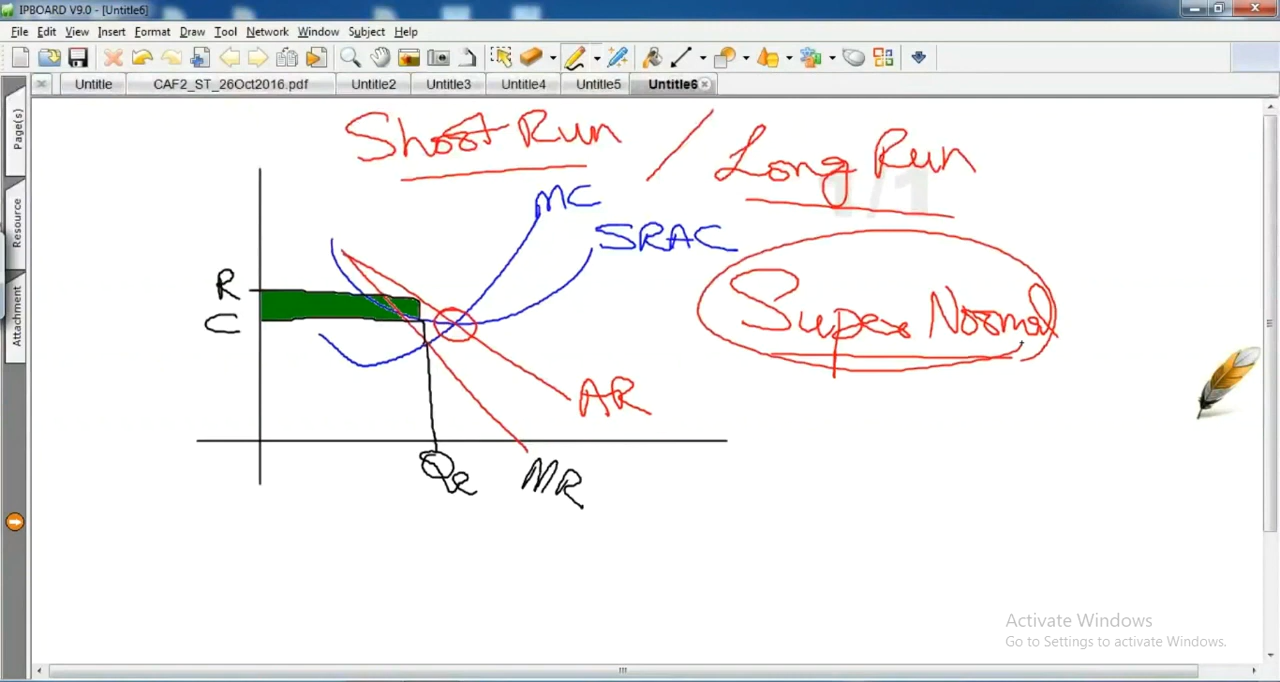 IPBOARD V9.0 - [Untitle6]
File Edit View Insert Format Draw Tool Network Window Subject Help
Untitle CAF2_ST_26Oct2016.pdf Untitle2 Untitle3 Untitle4 Untitle5 Untitle6
Page(s)
Resource
Attachment
Short Run / Long Run
1/1
MC
SRAC
R
C
Super Normal
AR
MR
Activate Windows
Go to Settings to activate Windows.